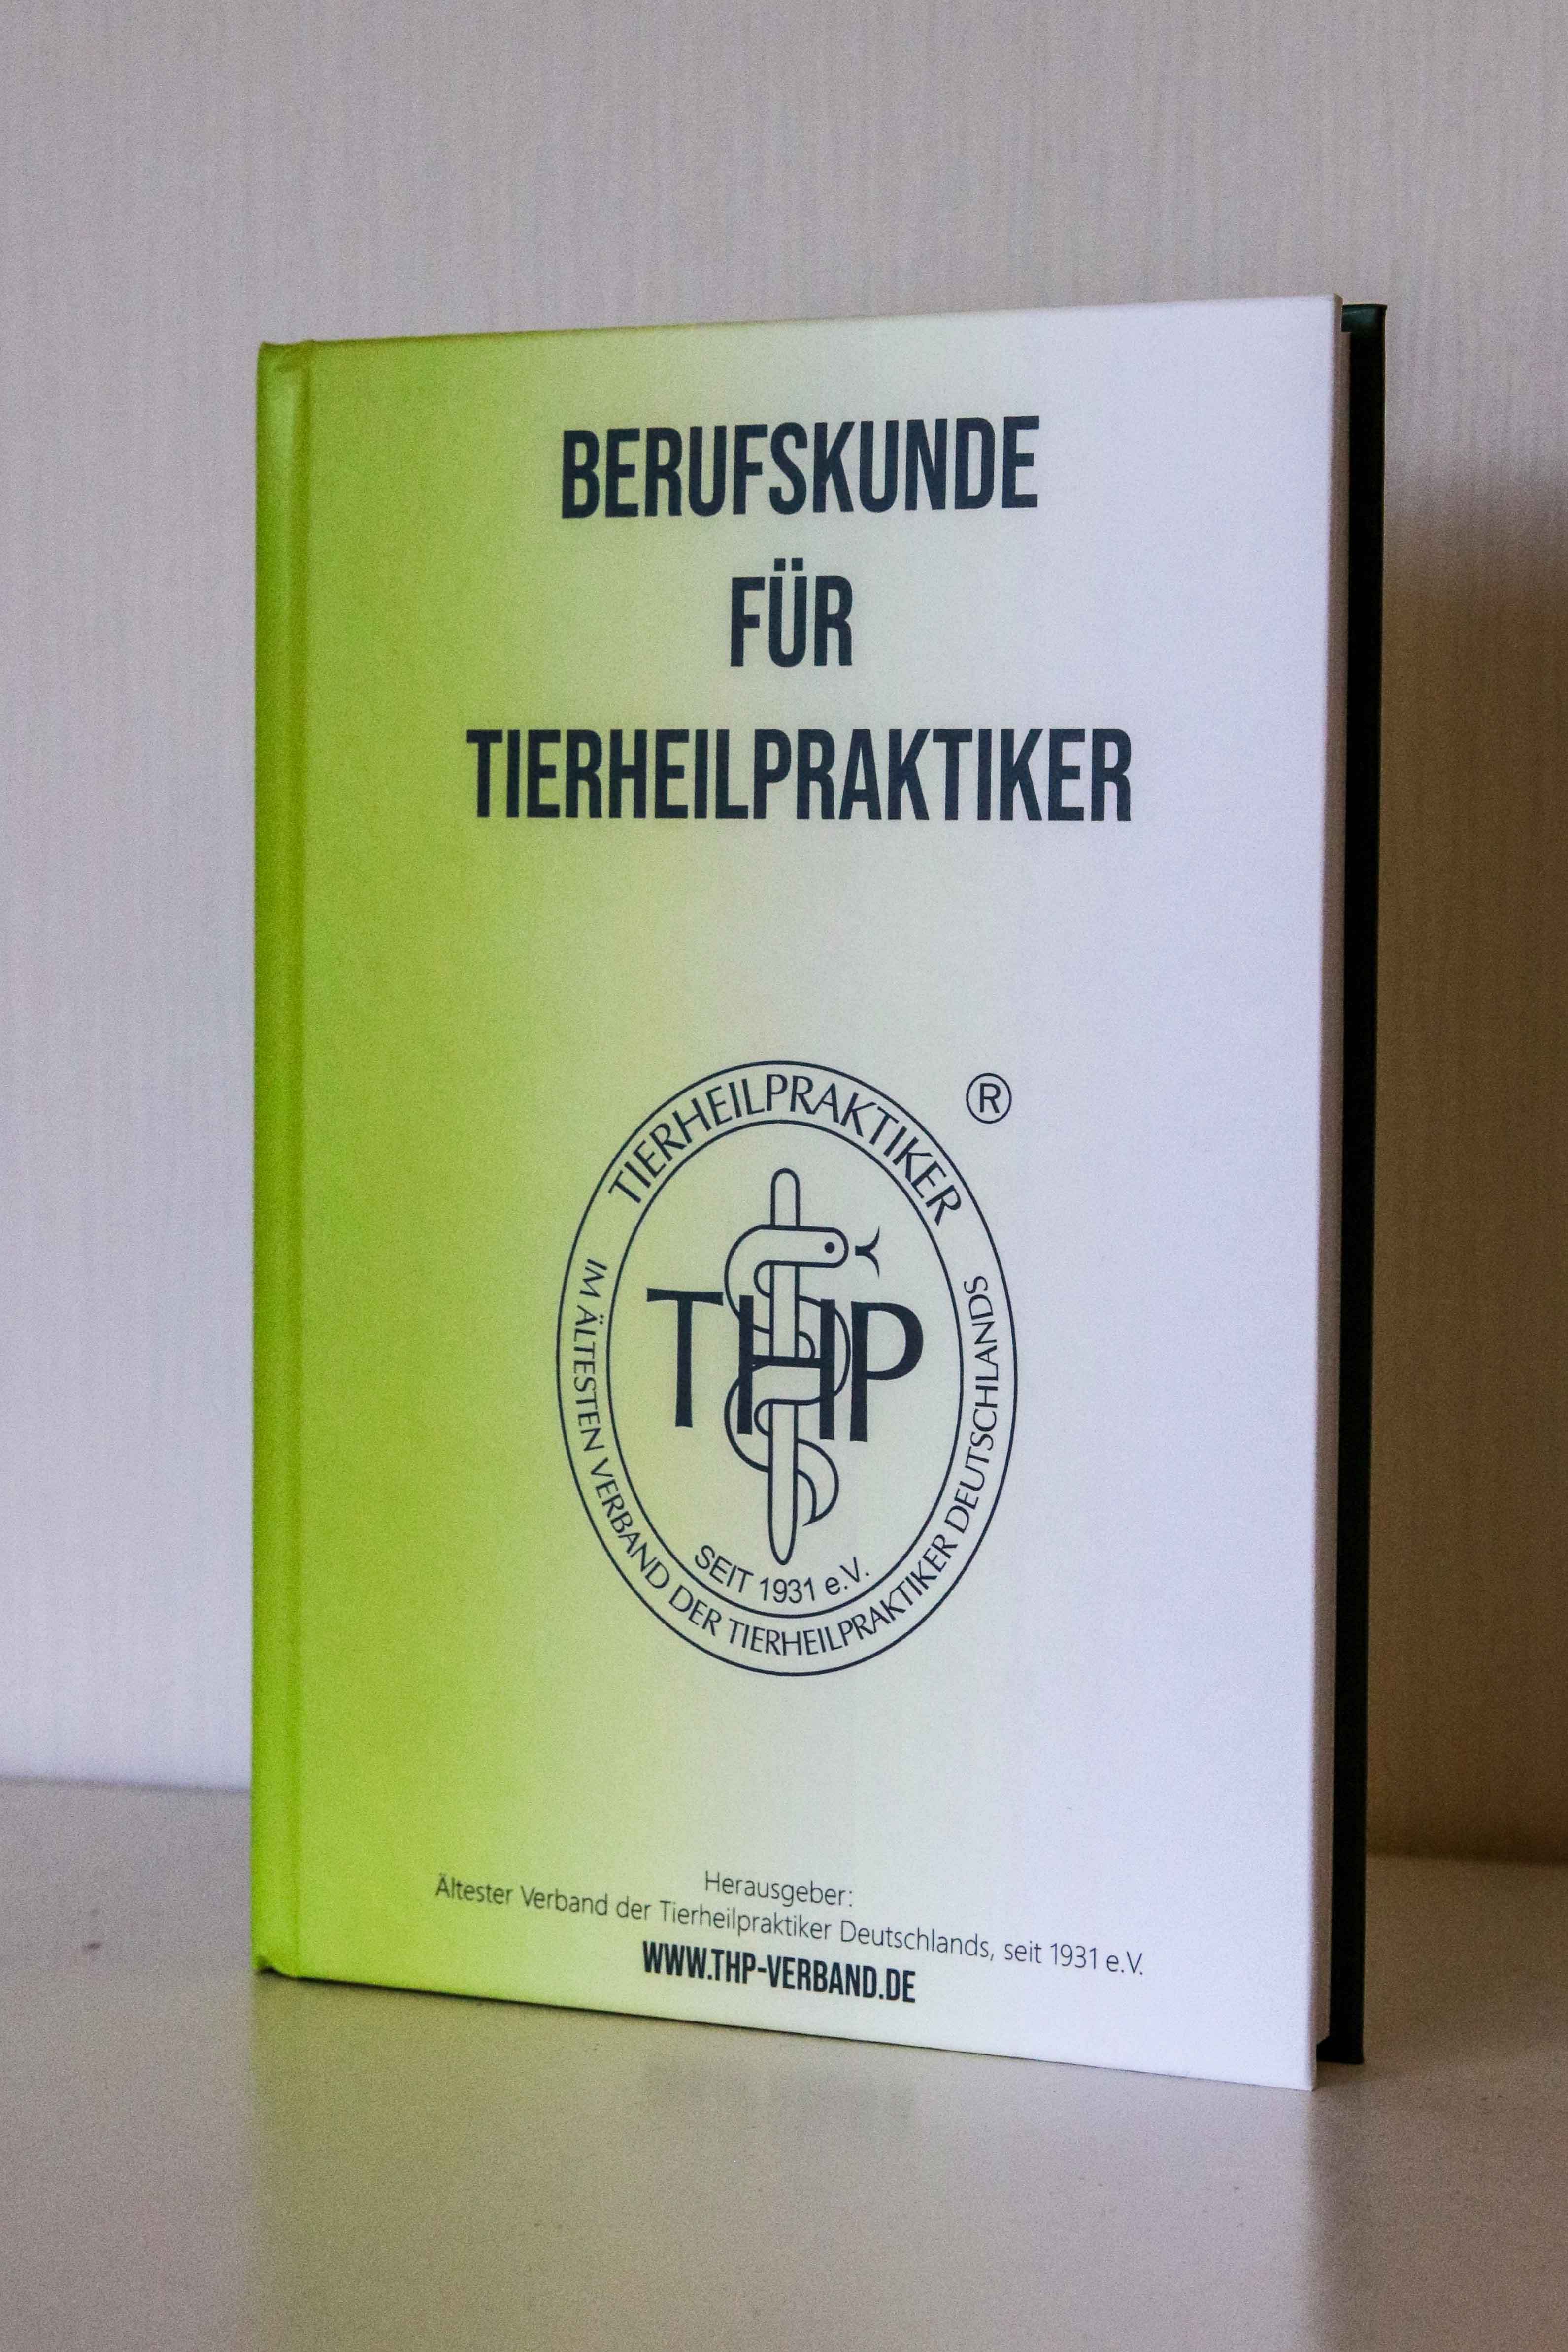 BERUFSKUNDE
FÜR
TIERHEILPRAKTIKER
®
TIERHEILPRAKTIKER
IM ÄLTESTEN VERBAND DER TIERHEILPRAKTIKER DEUTSCHLANDS
THP
SEIT 1931 e.V.
Herausgeber:
Ältester Verband der Tierheilpraktiker Deutschlands, seit 1931 e.V.
WWW.THP-VERBAND.DE